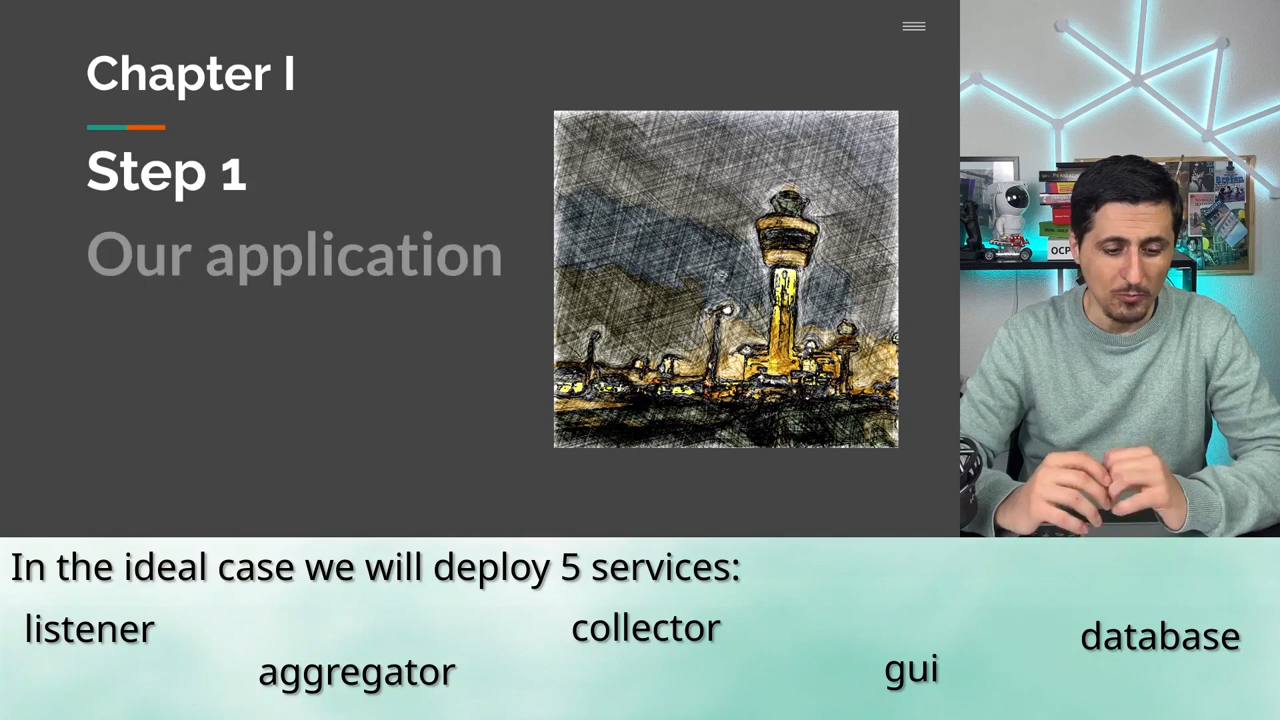 Chapter I
Step 1
Our application
OCP
In the ideal case we will deploy 5 services:
listener
aggregator
collector
gui
database